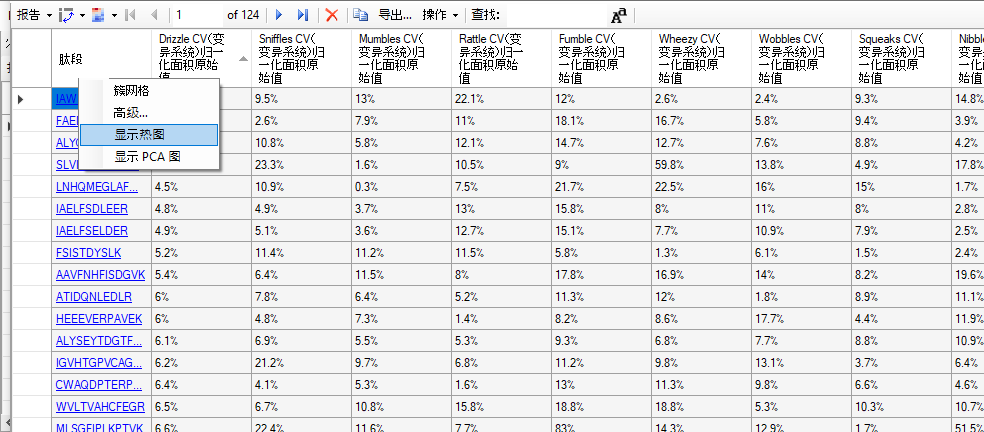 报告 1 of 124 导出... 操作 查找:
肽段
Drizzle CV(变异系统)归一化面积原始值
Sniffles CV(变异系统)归一化面积原始值
Mumbles CV(变异系统)归一化面积原始值
Rattle CV(变异系统)归一化面积原始值
Fumble CV(变异系统)归一化面积原始值
Wheezy CV(变异系统)归一化面积原始值
Wobbles CV(变异系统)归一化面积原始值
Squeaks CV(变异系统)归一化面积原始值
簇网格
高级...
显示热图
显示 PCA 图
IAW 9.5% 13% 22.1% 12% 2.6% 2.4% 9.3% 14.8%
2.6% 7.9% 11% 18.1% 16.7% 5.8% 9.4% 3.9%
10.8% 5.8% 12.1% 14.7% 12.7% 7.6% 8.8% 4.2%
23.3% 1.6% 10.5% 9% 59.8% 13.8% 4.9% 17.8%
LNHQMEGLAF... 4.5% 10.9% 0.3% 7.5% 21.7% 22.5% 16% 15% 1.7%
IAELFSDLEER 4.8% 4.9% 3.7% 13% 15.8% 8% 11% 8% 2.8%
IAELFSELDER 4.9% 5.1% 3.6% 12.7% 15.1% 7.7% 10.9% 7.9% 2.5%
FSISTDYSLK 5.2% 11.4% 11.2% 11.5% 5.8% 1.3% 6.1% 1.5% 2.4%
AAVFNHFISDGVK 5.4% 6.4% 11.5% 8% 17.8% 16.9% 14% 8.2% 19.6%
ATIDQNLEDLR 6% 7.8% 6.4% 5.2% 11.3% 12% 1.8% 8.9% 11.1%
HEEEVERPAVEK 6% 4.8% 7.3% 1.4% 8.2% 8.6% 17.7% 4.4% 11.9%
ALYSEYTDGTF... 6.1% 6.9% 5.5% 5.3% 9.3% 6.8% 7.7% 8.8% 10.9%
IGVHTGPVCAG... 6.2% 21.2% 9.7% 6.8% 11.2% 9.8% 13.1% 3.7% 6.4%
CWAQDPTERP... 6.4% 4.1% 5.3% 1.6% 13% 11.3% 9.8% 6.6% 4.6%
WVLTVAHCFEGR 6.5% 6.7% 10.8% 15.8% 18.8% 18.8% 5.3% 10.3% 10.7%
MLSGFIPLKPTVK 6.6% 22.4% 11.6% 7.7% 83% 14.3% 12.9% 1.7% 51.5%